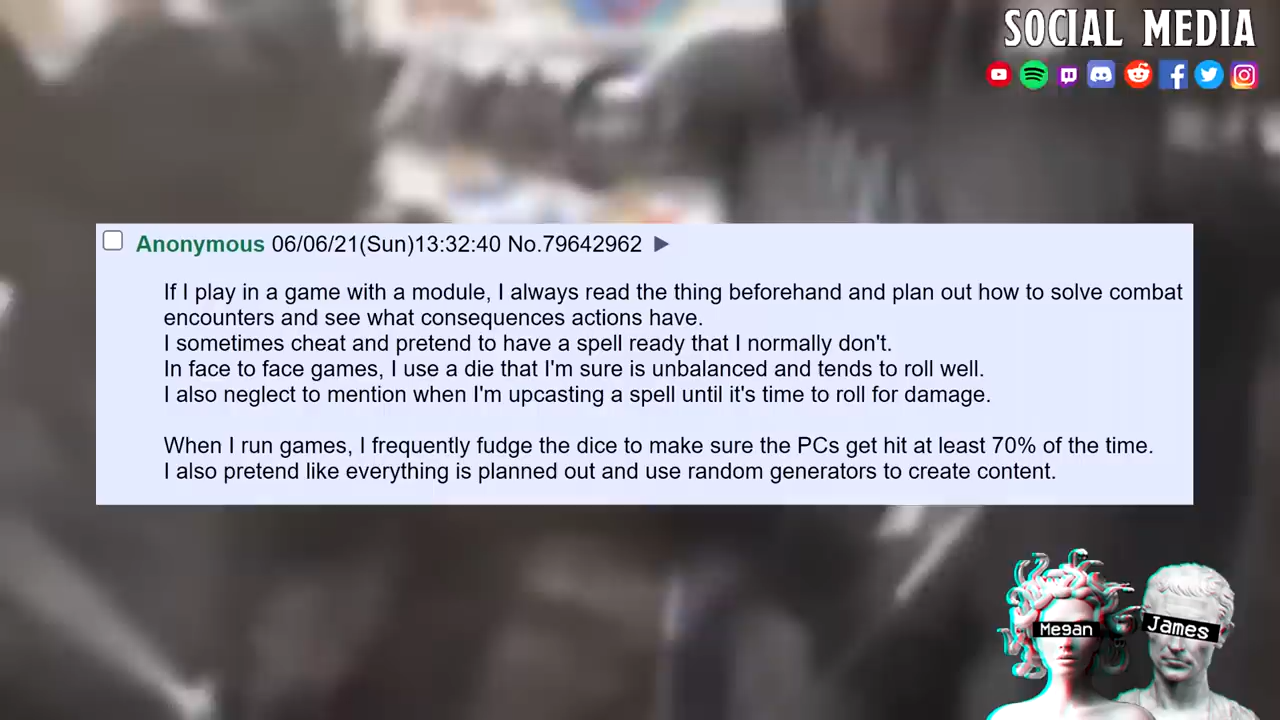 SOCIAL MEDIA
Anonymous 06/06/21(Sun)13:32:40 No.79642962 ▶
If I play in a game with a module, I always read the thing beforehand and plan out how to solve combat
encounters and see what consequences actions have.
I sometimes cheat and pretend to have a spell ready that I normally don't.
In face to face games, I use a die that I'm sure is unbalanced and tends to roll well.
I also neglect to mention when I'm upcasting a spell until it's time to roll for damage.
When I run games, I frequently fudge the dice to make sure the PCs get hit at least 70% of the time.
I also pretend like everything is planned out and use random generators to create content.
Megan
James